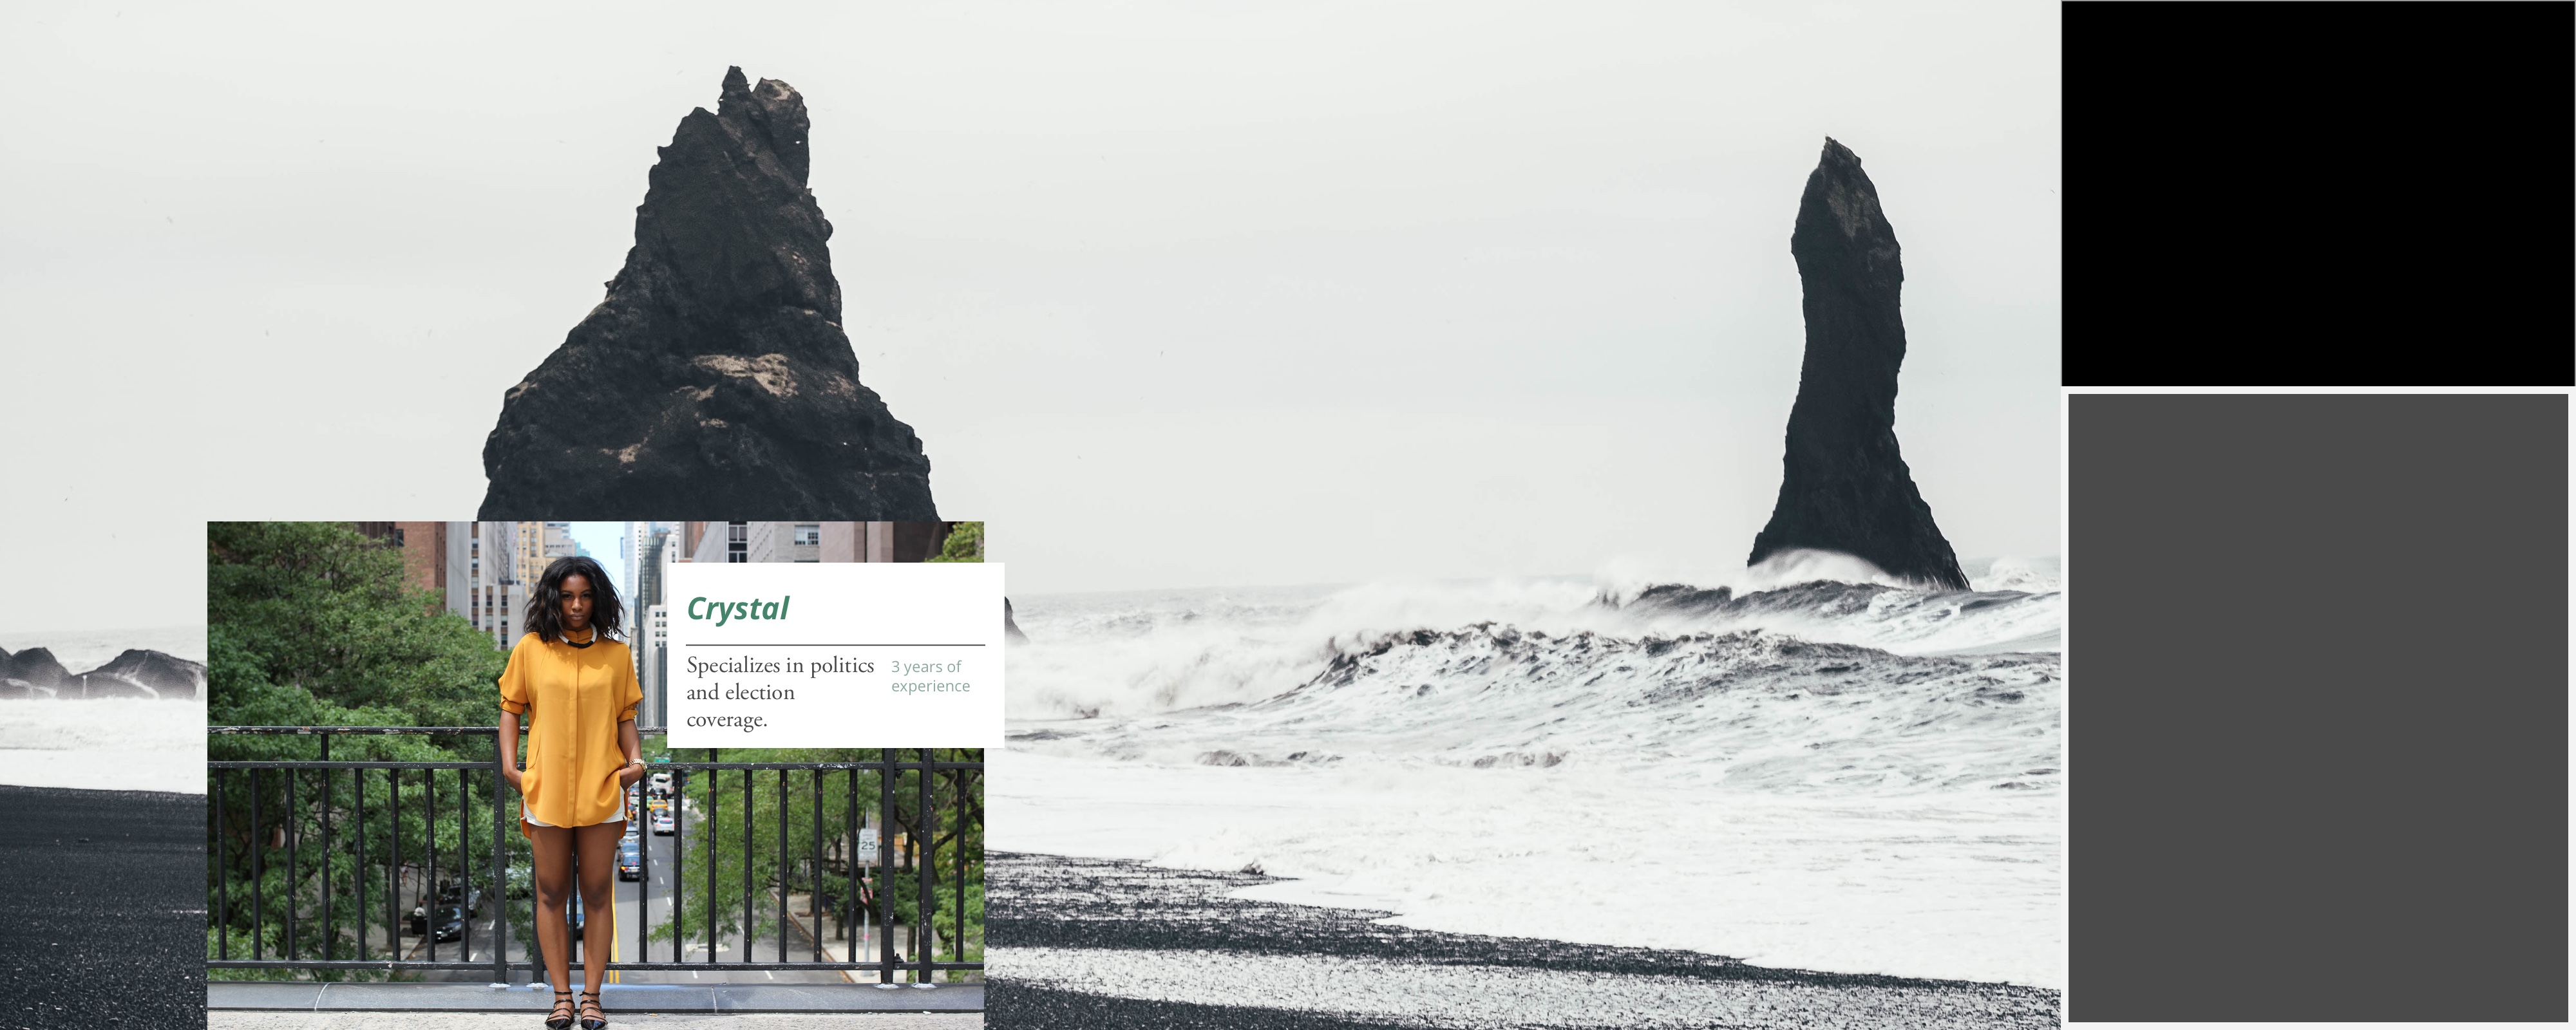 Crystal
Specializes in politics
and election
coverage.
3 years of
experience
25